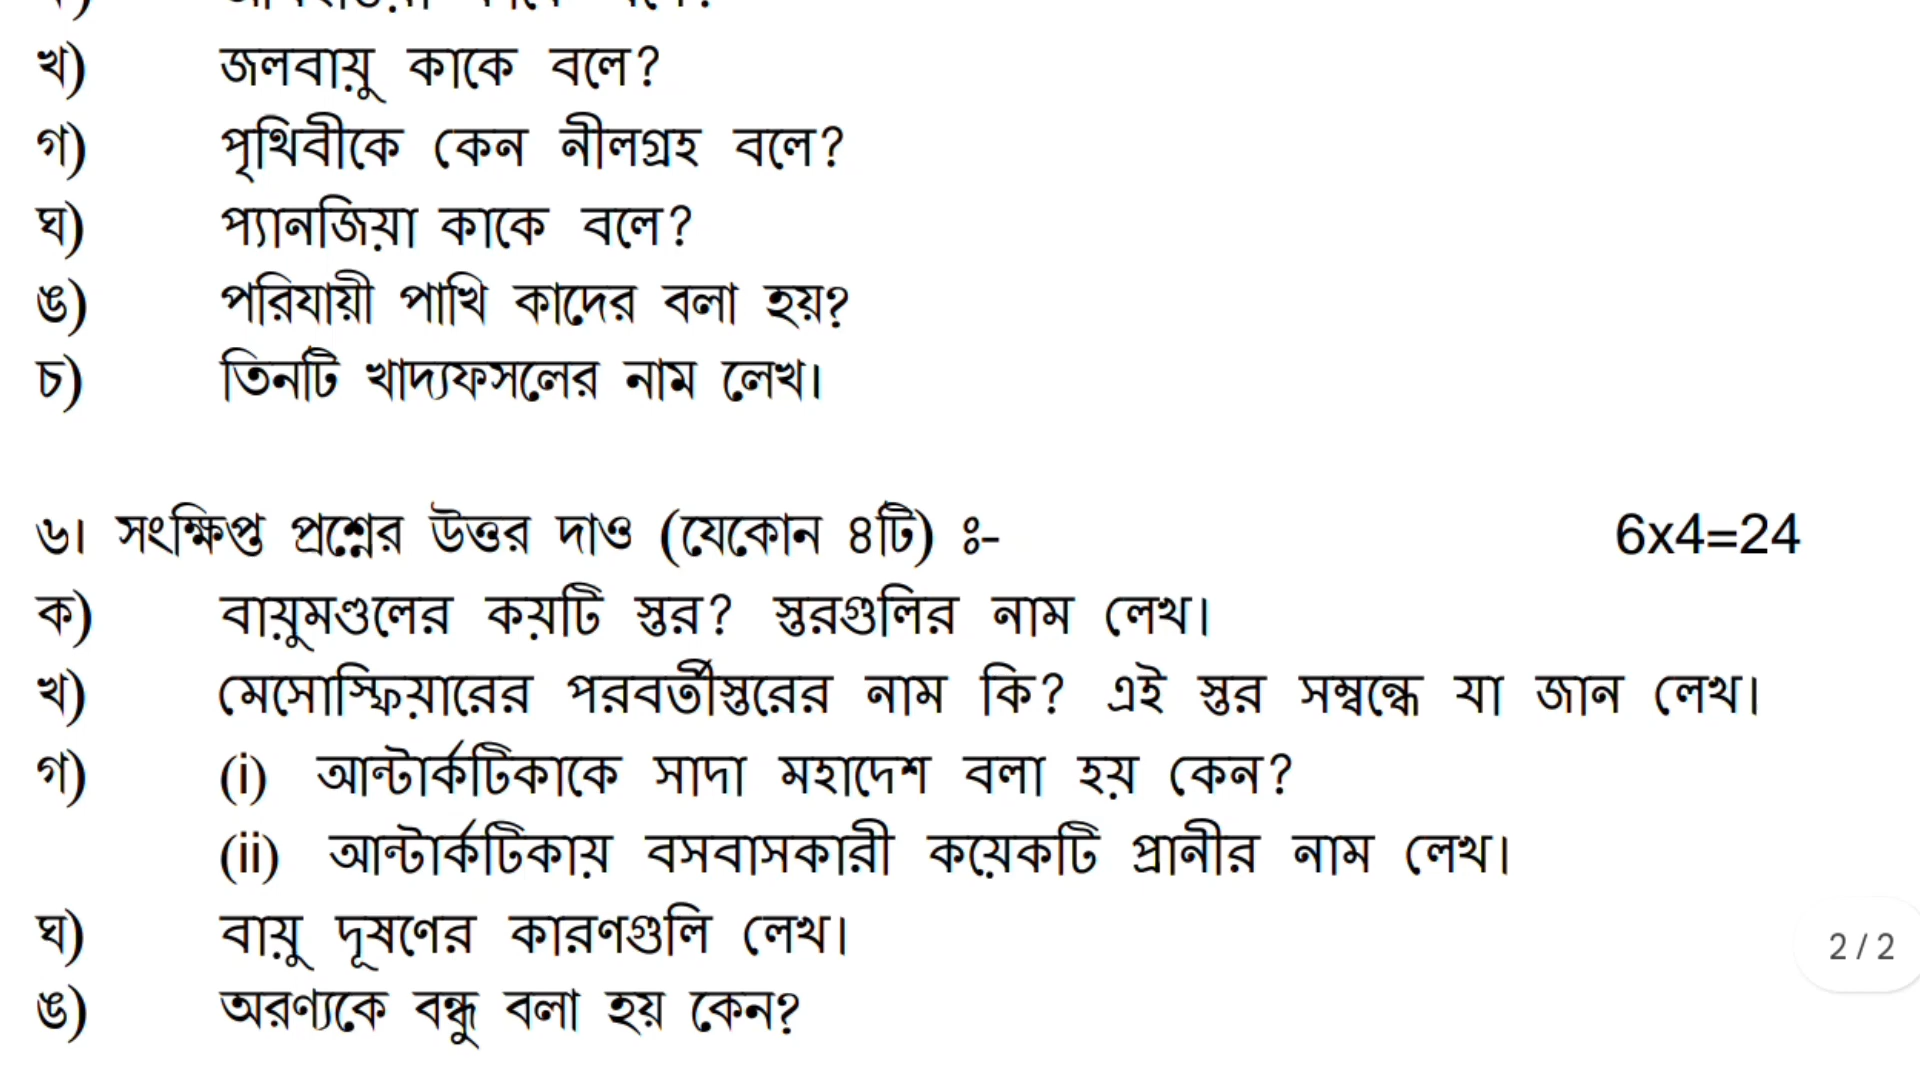 খ) জলবায়ু কাকে বলে?
গ) পৃথিবীকে কেন নীলগ্রহ বলে?
ঘ) প্যানজিয়া কাকে বলে?
ঙ) পরিযায়ী পাখি কাদের বলা হয়?
চ) তিনটি খাদ্যফসলের নাম লেখ।
৬। সংক্ষিপ্ত প্রশ্নের উত্তর দাও (যেকোন ৪টি) ঃ- 6x4=24
ক) বায়ুমণ্ডলের কয়টি স্তর? স্তরগুলির নাম লেখ।
খ) মেসোস্ফিয়ারের পরবর্তীস্তরের নাম কি? এই স্তর সম্বন্ধে যা জান লেখ।
গ) (i) আন্টার্কটিকাকে সাদা মহাদেশ বলা হয় কেন?
(ii) আন্টার্কটিকায় বসবাসকারী কয়েকটি প্রানীর নাম লেখ।
ঘ) বায়ু দূষণের কারণগুলি লেখ।
2 / 2
ঙ) অরণ্যকে বন্ধু বলা হয় কেন?